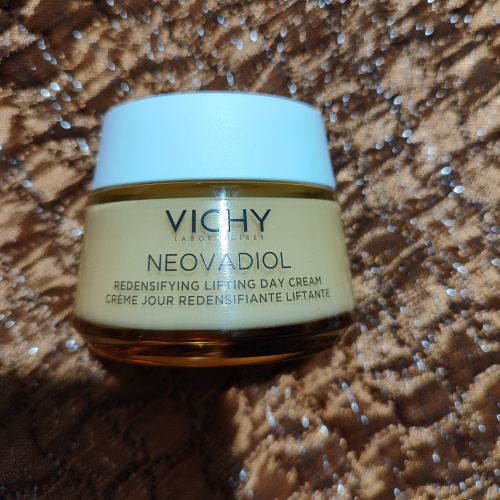 VICHY
LABORATOIRES
NEOVADIOL
REDENSIFYING LIFTING DAY CREAM
CRÈME JOUR REDENSIFIANTE LIFTANTE